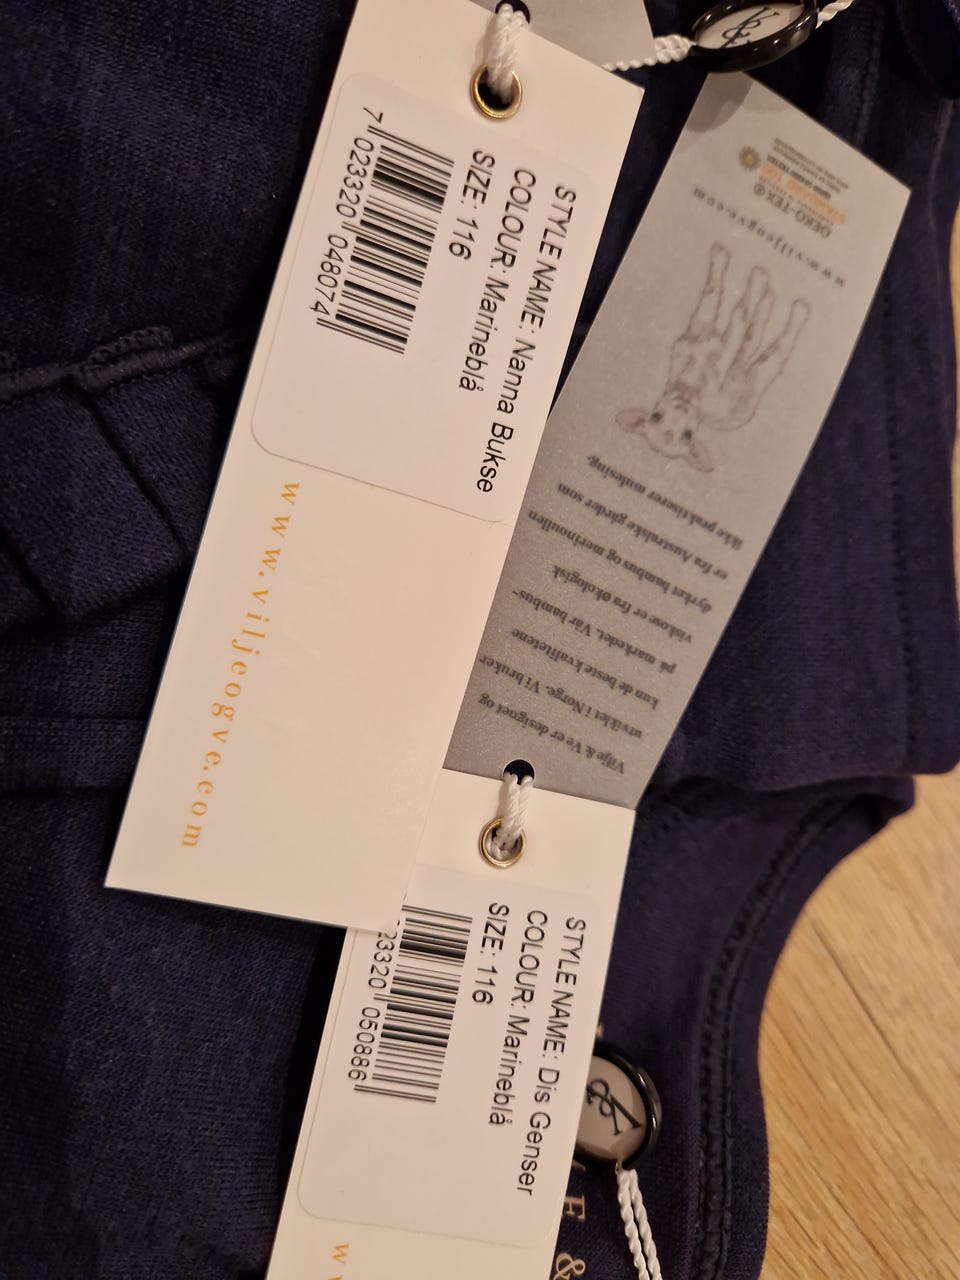 STYLE NAME: Nanna Bukse
COLOUR: Marineblå
SIZE: 116
7 023320 048074
www.viljeogve.com
Vilje & Ve er designet og
utviklet i Norge. Vi bruker
kun de beste kvalitetene
på markedet. Vår bambus-
viskose er fra økologisk
dyrket bambus og merinoullen
er fra Australske gårder som
ikke praktiserer mulesing.
www.viljeogve.com
OEKO-TEX®
STANDARD 100
STYLE NAME: Dis Genser
COLOUR: Marineblå
SIZE: 116
23320 050886
w
E &